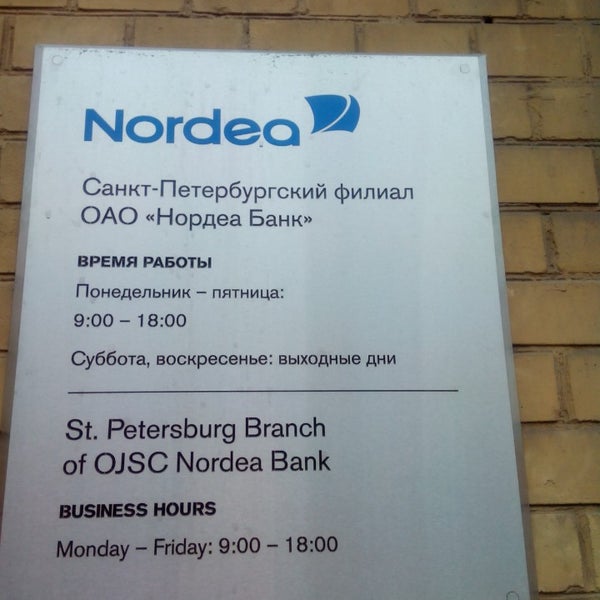 Nordea
Санкт-Петербургский филиал
ОАО «Нордеа Банк»
ВРЕМЯ РАБОТЫ
Понедельник – пятница:
9:00 – 18:00
Суббота, воскресенье: выходные дни
St. Petersburg Branch
of OJSC Nordea Bank
BUSINESS HOURS
Monday – Friday: 9:00 – 18:00